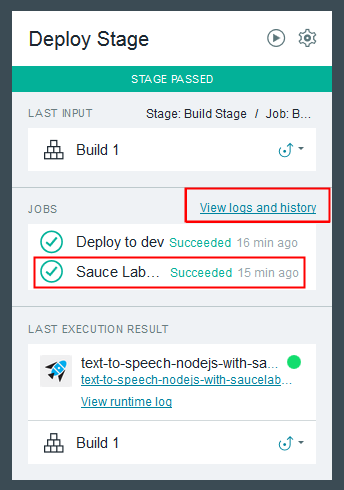 Deploy Stage
STAGE PASSED
LAST INPUT Stage: Build Stage / Job: B...
Build 1
JOBS View logs and history
Deploy to dev Succeeded 16 min ago
Sauce Lab... Succeeded 15 min ago
LAST EXECUTION RESULT
text-to-speech-nodejs-with-sa...
text-to-speech-nodejs-with-saucelab...
View runtime log
Build 1